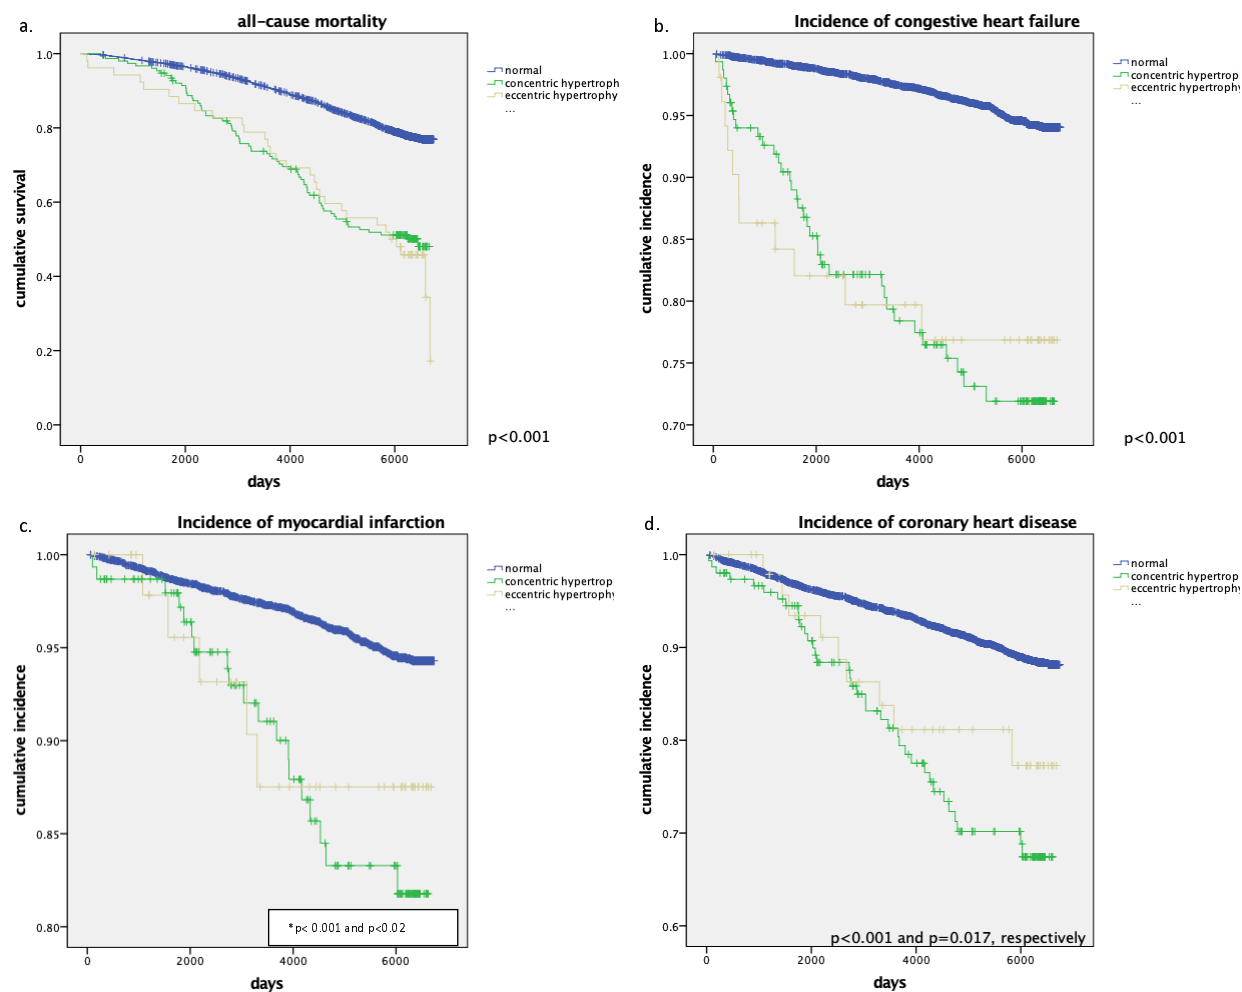 a.
all-cause mortality
cumulative survival
1.0
0.8
0.6
0.4
0.2
0.0
0 2000 4000 6000
days
normal
concentric hypertroph
eccentric hypertrophy
...
p<0.001
b.
Incidence of congestive heart failure
cumulative incidence
1.00
0.95
0.90
0.85
0.80
0.75
0.70
0 2000 4000 6000
days
normal
concentric hypertrop
eccentric hypertrophy
...
p<0.001
c.
Incidence of myocardial infarction
cumulative incidence
1.00
0.95
0.90
0.85
0.80
0 2000 4000 6000
days
normal
concentric hypertrop
eccentric hypertrophy
...
*p< 0.001 and p<0.02
d.
Incidence of coronary heart disease
cumulative incidence
1.0
0.9
0.8
0.7
0.6
0 2000 4000 6000
days
normal
concentric hypertrop
eccentric hypertrophy
...
p<0.001 and p=0.017, respectively